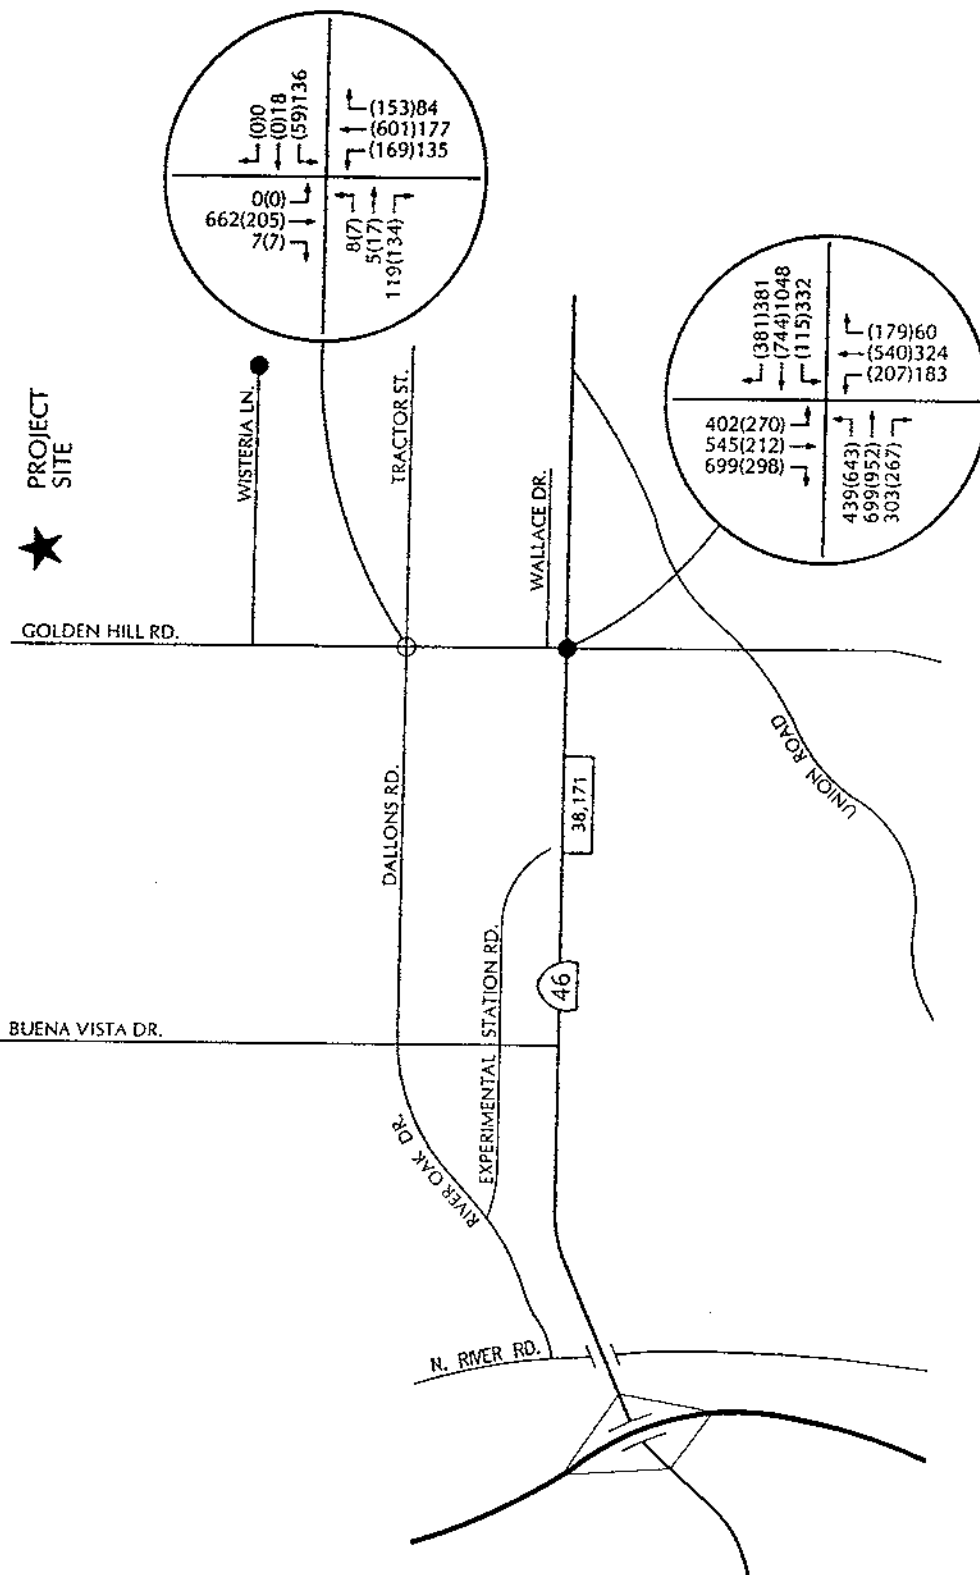 (0)0
(0)18
(59)136
(153)84
(601)177
(169)135
0(0)
662(205)
7(7)
8(7)
5(17)
119(134)
PROJECT
SITE
WISTERIA LN.
TRACTOR ST.
GOLDEN HILL RD.
WALLACE DR.
(381)381
(744)1048
(115)332
(179)60
(540)324
(207)183
402(270)
545(212)
699(298)
439(643)
699(952)
303(267)
DALLONS RD.
38,171
UNION ROAD
EXPERIMENTAL STATION RD.
46
BUENA VISTA DR.
RIVER OAK DR.
N. RIVER RD.